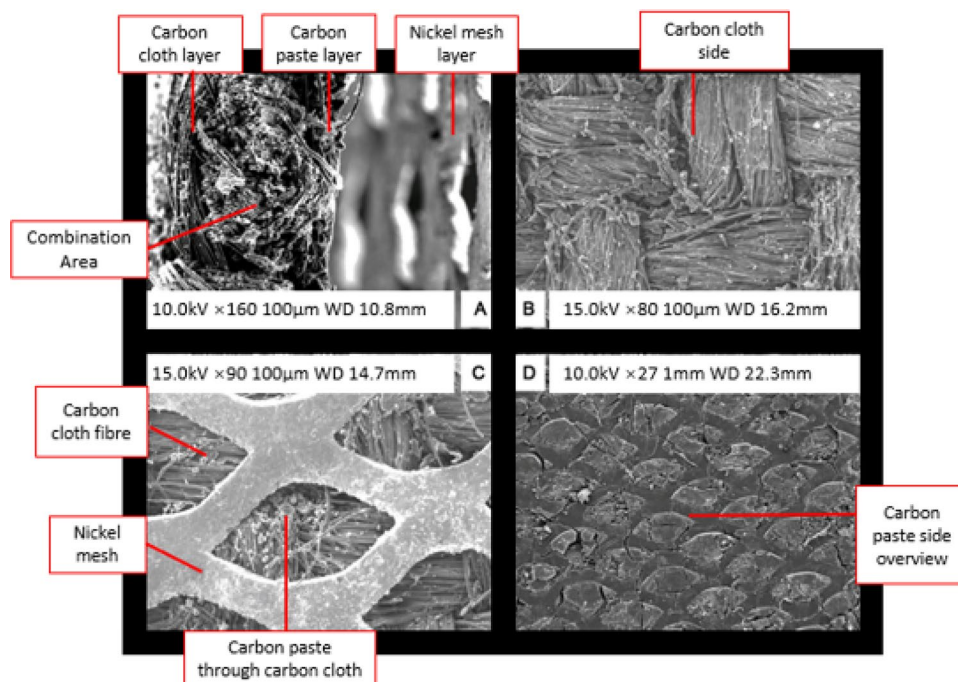 Carbon
cloth layer
Carbon
paste layer
Nickel mesh
layer
Carbon cloth
side
Combination
Area
10.0kV ×160 100μm WD 10.8mm A
B 15.0kV ×80 100μm WD 16.2mm
15.0kV ×90 100μm WD 14.7mm C
D 10.0kV ×27 1mm WD 22.3mm
Carbon
cloth fibre
Nickel
mesh
Carbon
paste side
overview
Carbon paste
through carbon cloth